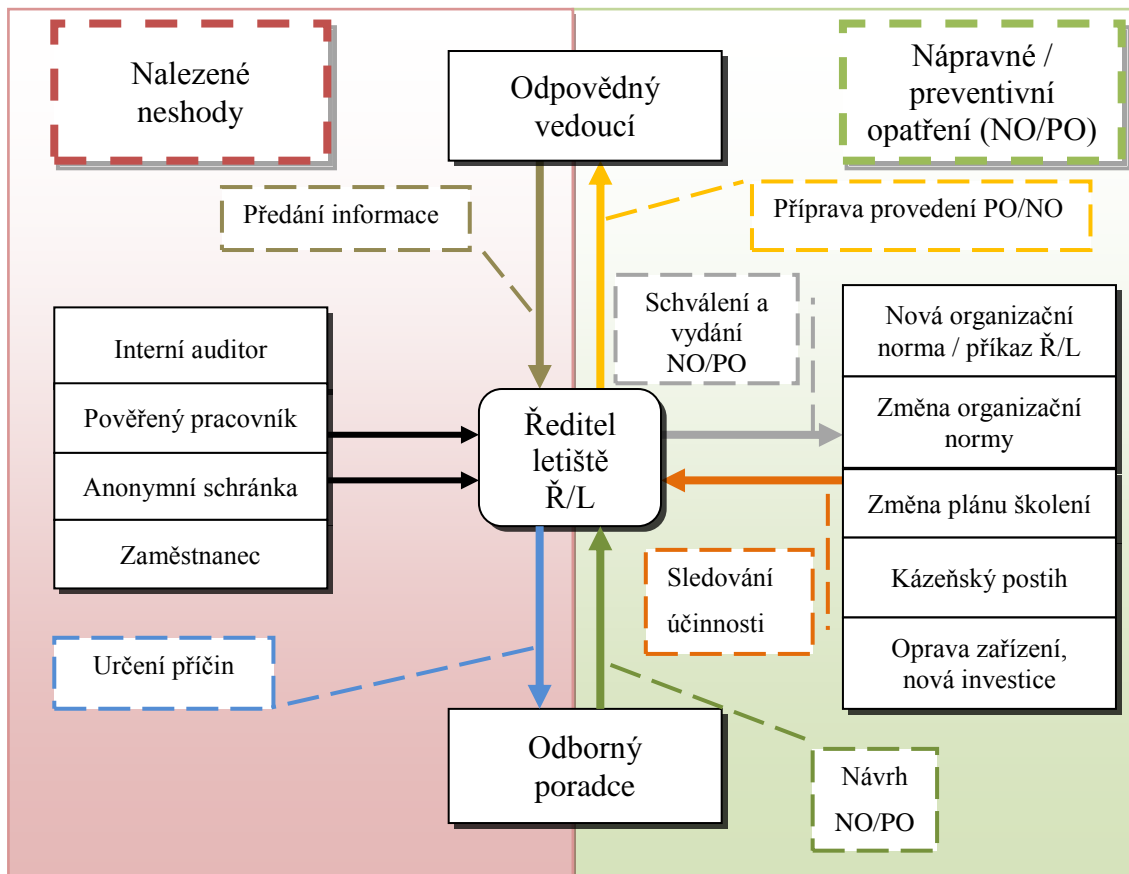 Nalezené
neshody
Odpovědný
vedoucí
Nápravné /
preventivní
opatření (NO/PO)
Předání informace
Příprava provedení PO/NO
Schválení a
vydání
NO/PO
Interní auditor
Pověřený pracovník
Anonymní schránka
Zaměstnanec
Ředitel
letiště
Ř/L
Nová organizační
norma / příkaz Ř/L
Změna organizační
normy
Změna plánu školení
Kázeňský postih
Oprava zařízení,
nová investice
Sledování
účinnosti
Určení příčin
Odborný
poradce
Návrh
NO/PO